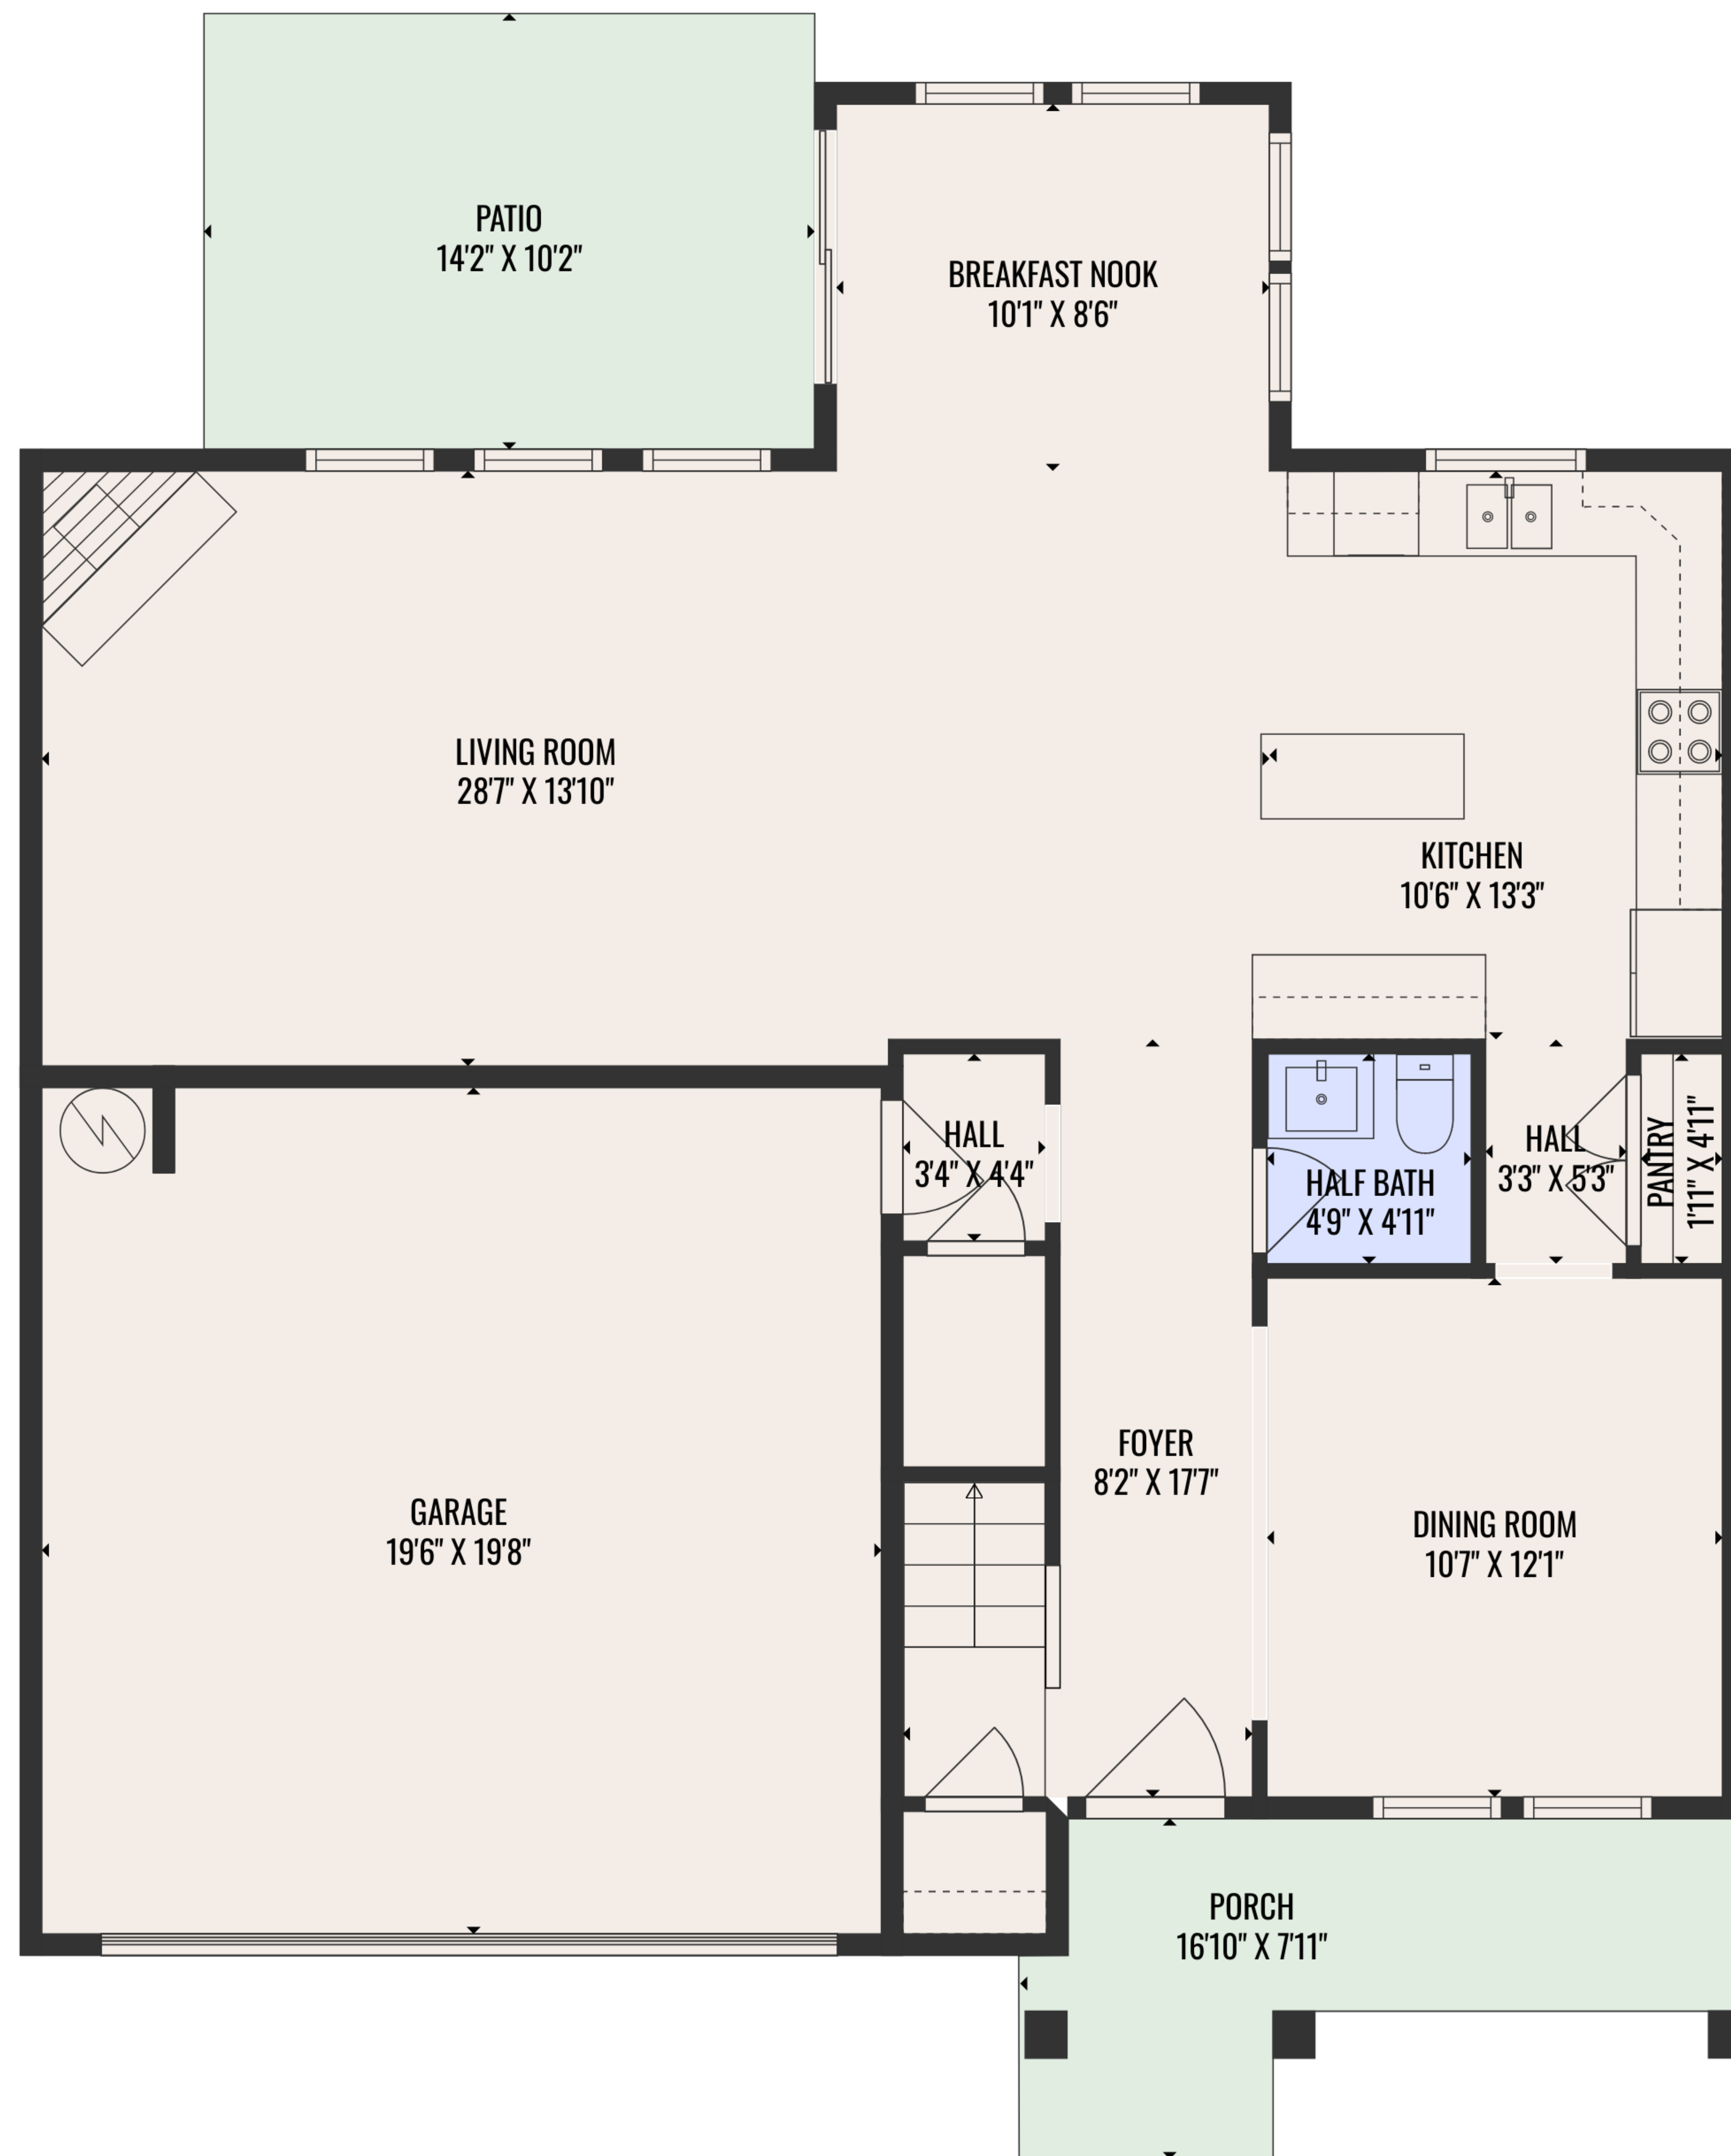 PATIO
14'2" X 10'2"
BREAKFAST NOOK
10'1" X 8'6"
LIVING ROOM
28'7" X 13'10"
KITCHEN
10'6" X 13'3"
HALL
3'4" X 4'4"
HALF BATH
4'9" X 4'11"
HALL
3'3" X 5'3"
PANTRY
1'11" X 4'11"
FOYER
8'2" X 17'7"
GARAGE
19'6" X 19'8"
DINING ROOM
10'7" X 12'1"
PORCH
16'10" X 7'11"